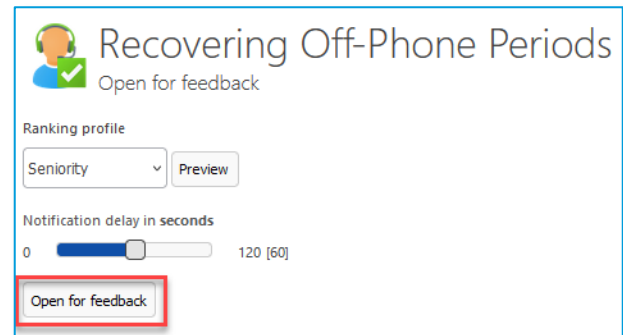 Recovering Off-Phone Periods
Open for feedback
Ranking profile
Seniority
Preview
Notification delay in seconds
0 120 [60]
Open for feedback